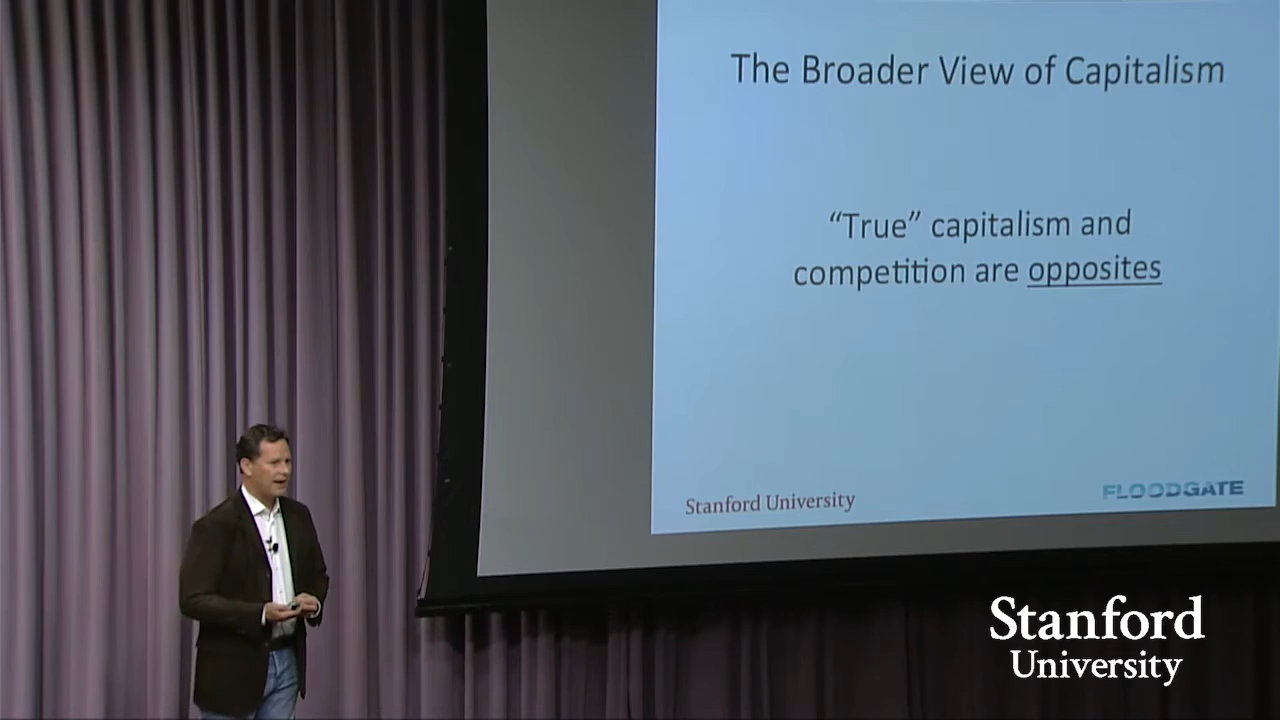 The Broader View of Capitalism
“True” capitalism and
competition are opposites
Stanford University
FLOODGATE
Stanford
University